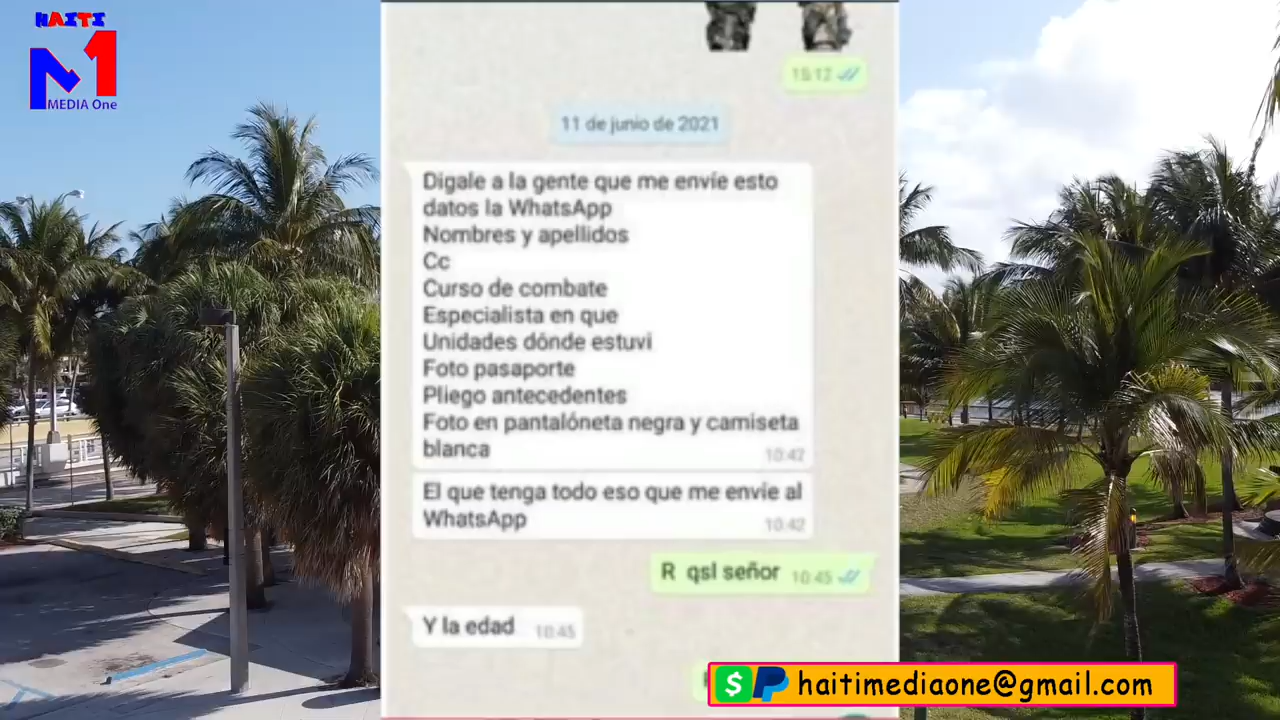 HAITI
M1
MEDIA One
15:12
11 de junio de 2021
Digale a la gente que me envíe esto
datos la WhatsApp
Nombres y apellidos
Cc
Curso de combate
Especialista en que
Unidades dónde estuvi
Foto pasaporte
Pliego antecedentes
Foto en pantalóneta negra y camiseta
blanca
10:42
El que tenga todo eso que me envíe al
WhatsApp
10:42
R qsl señor 10:45
Y la edad 10:45
$ P haitimediaone@gmail.com